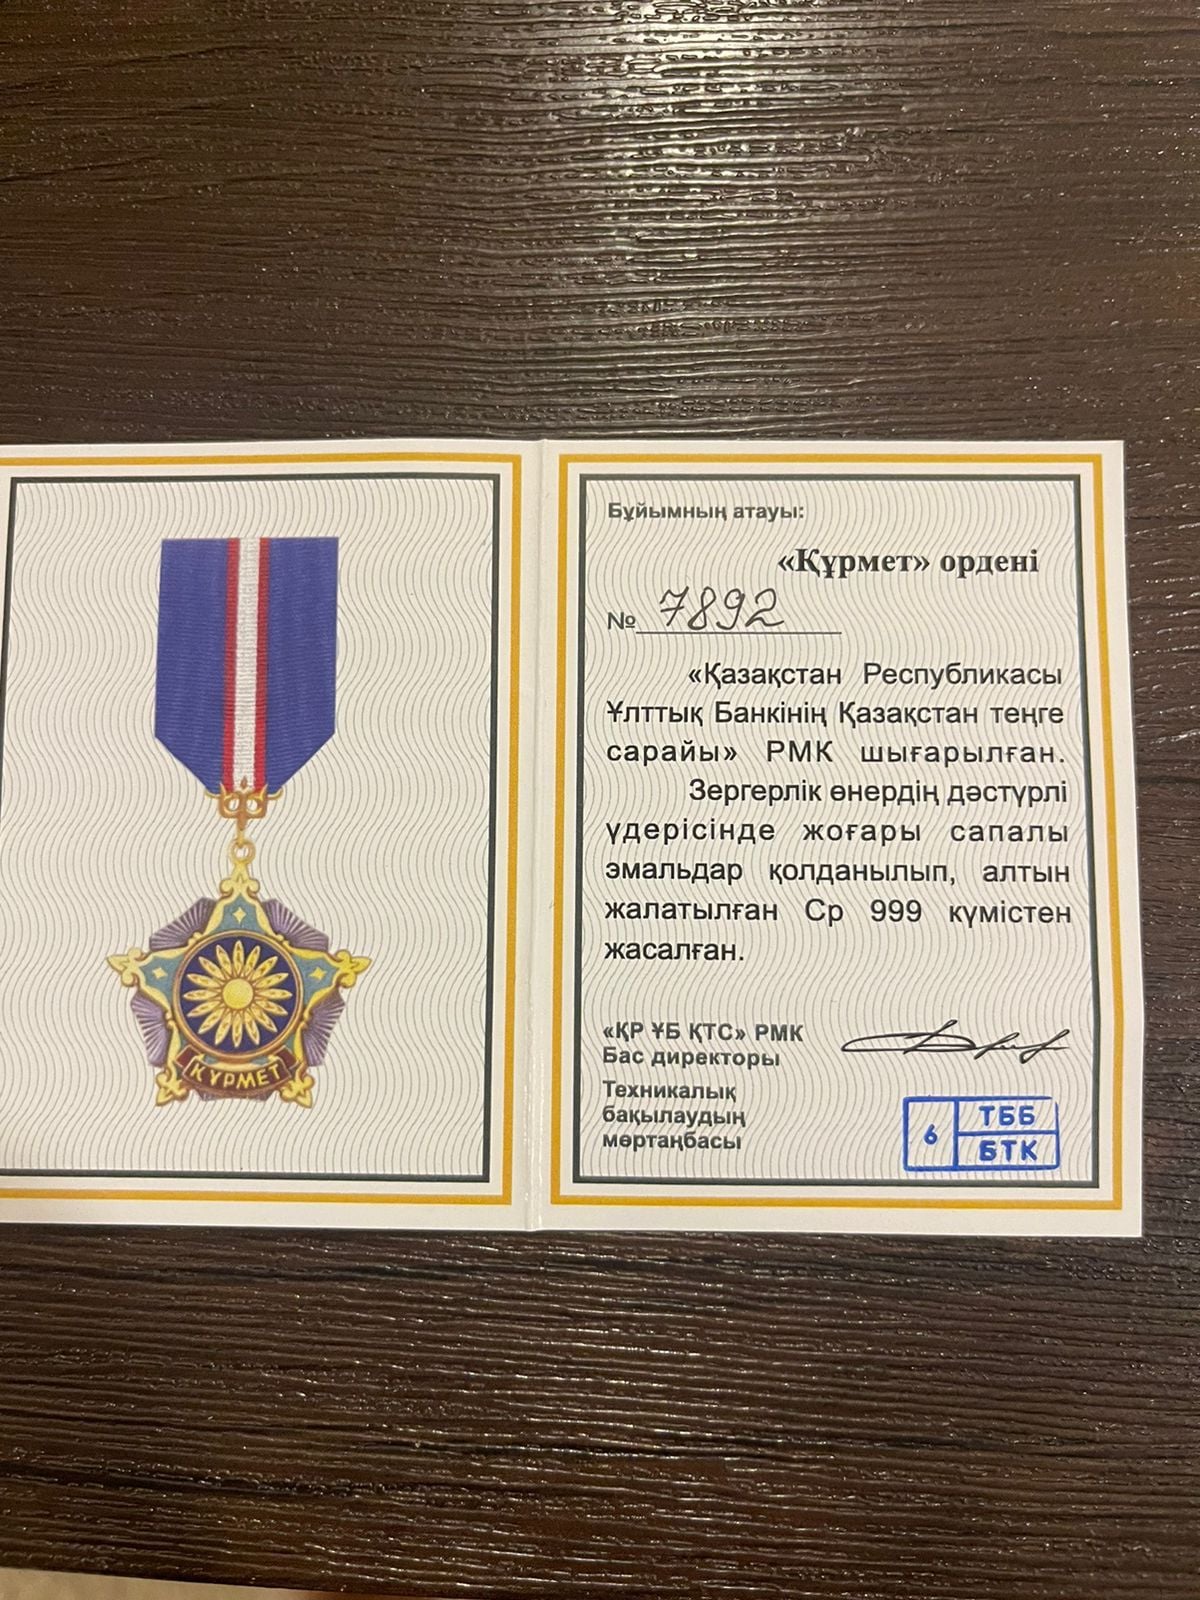 ҚҰРМЕТ
Бұйымның атауы:
«Құрмет» ордені
№ 7892
«Қазақстан Республикасы
Ұлттық Банкінің Қазақстан теңге
сарайы» РМК шығарылған.
Зергерлік өнердің дәстүрлі
үдерісінде жоғары сапалы
эмальдар қолданылып, алтын
жалатылған Ср 999 күмістен
жасалған.
«ҚР ҰБ ҚТС» РМК
Бас директоры
Техникалық
бақылаудың
мөртаңбасы
6 ТББ
БТК